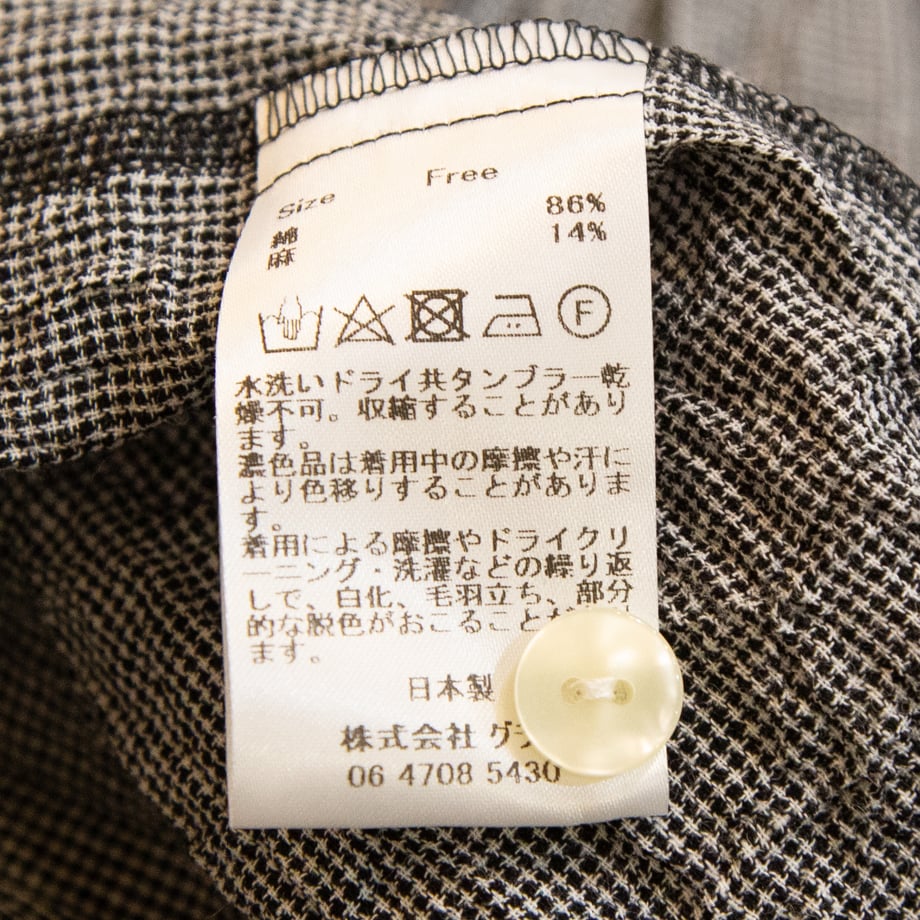 Size Free
綿 86%
麻 14%
F
水洗いドライ共タンブラー乾
燥不可。収縮することがあり
ます。
濃色品は着用中の摩擦や汗に
より色移りすることがありま
す。
着用による摩擦やドライクリ
ーニング・洗濯などの繰り返
しで、白化、毛羽立ち、部分
的な脱色がおこることがあり
ます。
日本製
株式会社 グラ
06 4708 5430